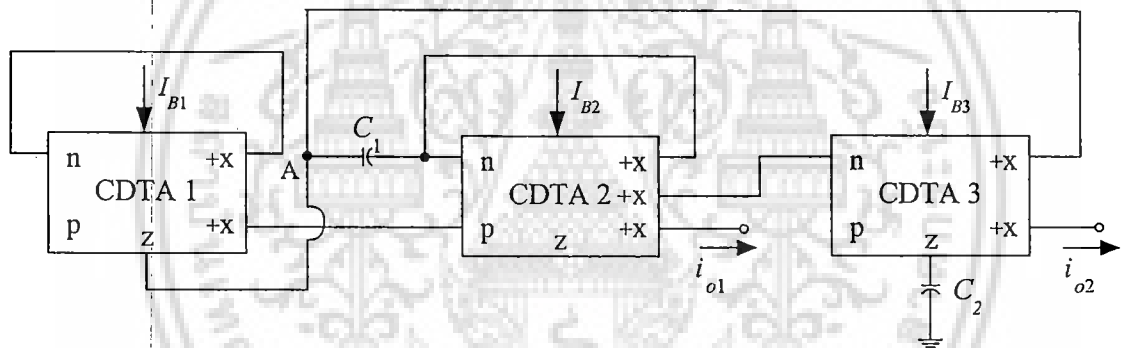 I_B1
I_B2
I_B3
C_1
A
n +x
CDTA 1
p z +x
n +x
CDTA 2 +x
p z +x
n +x
CDTA 3
p z +x
i_o1
C_2
i_o2